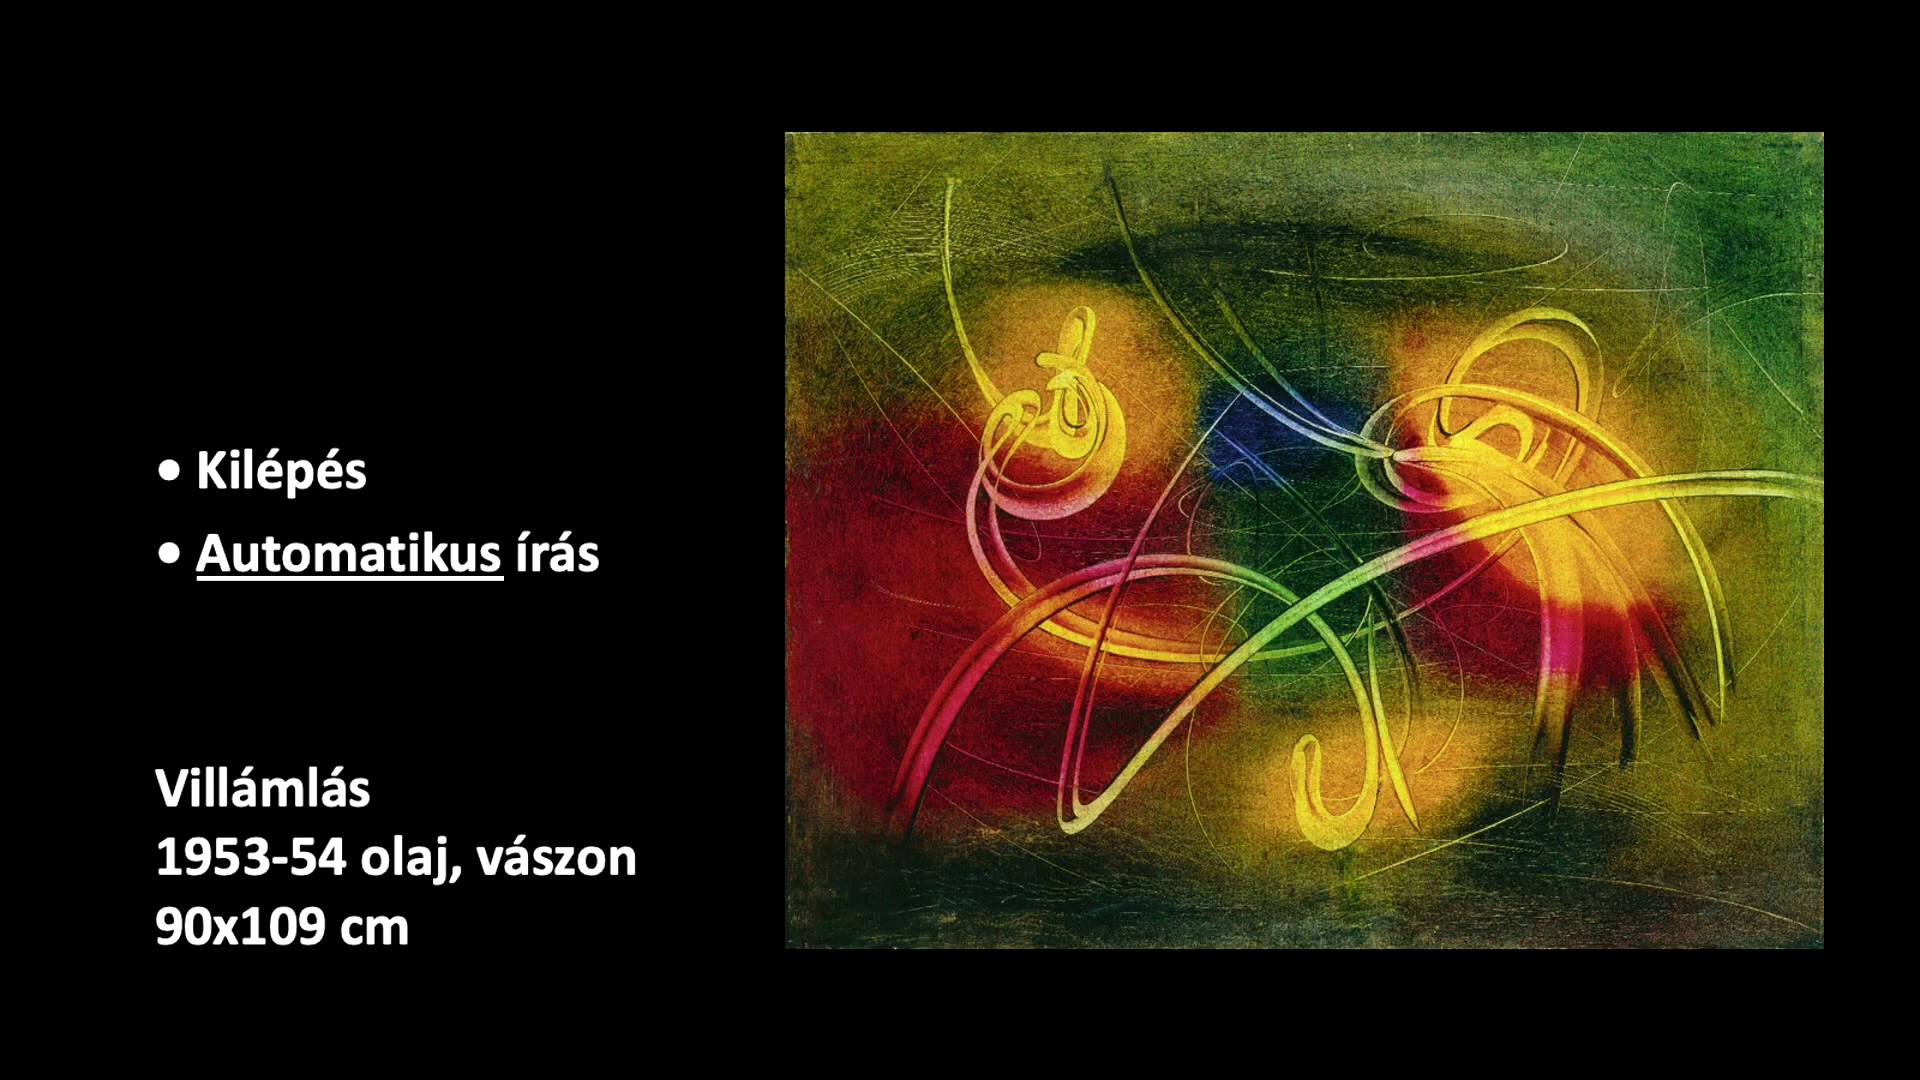 • Kilépés
• Automatikus írás
Villámlás
1953-54 olaj, vászon
90x109 cm